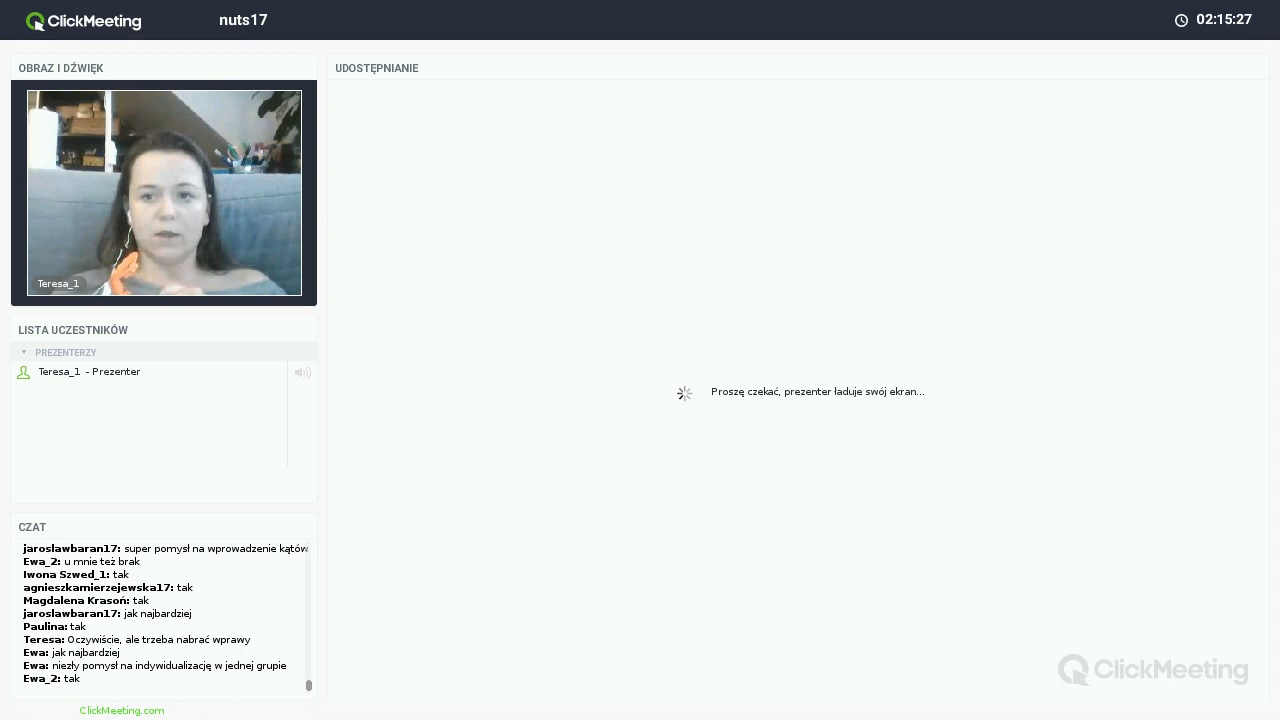 ClickMeeting
nuts17
02:15:27
OBRAZ I DŹWIĘK
Teresa_1
LISTA UCZESTNIKÓW
PREZENTERZY
Teresa_1 - Prezenter
CZAT
jaroslawbaran17: super pomysł na wprowadzenie kątów
Ewa_2: u mnie też brak
Iwona Szwed_1: tak
agnieszkamierzejewska17: tak
Magdalena Krasoń: tak
jaroslawbaran17: jak najbardziej
Paulina: tak
Teresa: Oczywiście, ale trzeba nabrać wprawy
Ewa: jak najbardziej
Ewa: niezły pomysł na indywidualizację w jednej grupie
Ewa_2: tak
ClickMeeting.com
UDOSTĘPNIANIE
Proszę czekać, prezenter ładuje swój ekran...
ClickMeeting